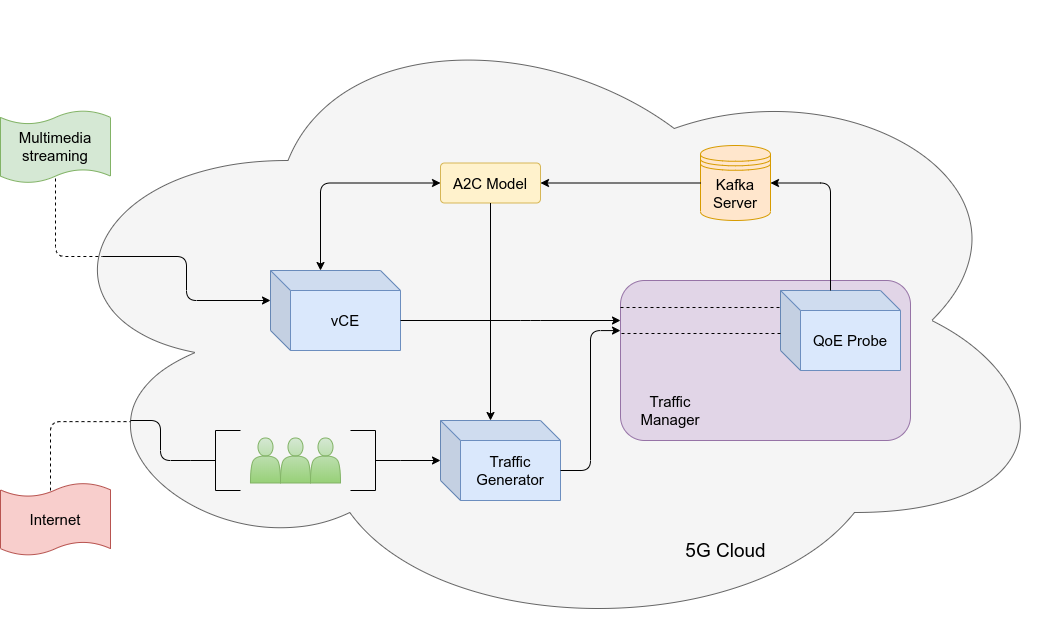 Multimedia
streaming
A2C Model
Kafka
Server
vCE
QoE Probe
Traffic
Manager
Traffic
Generator
Internet
5G Cloud